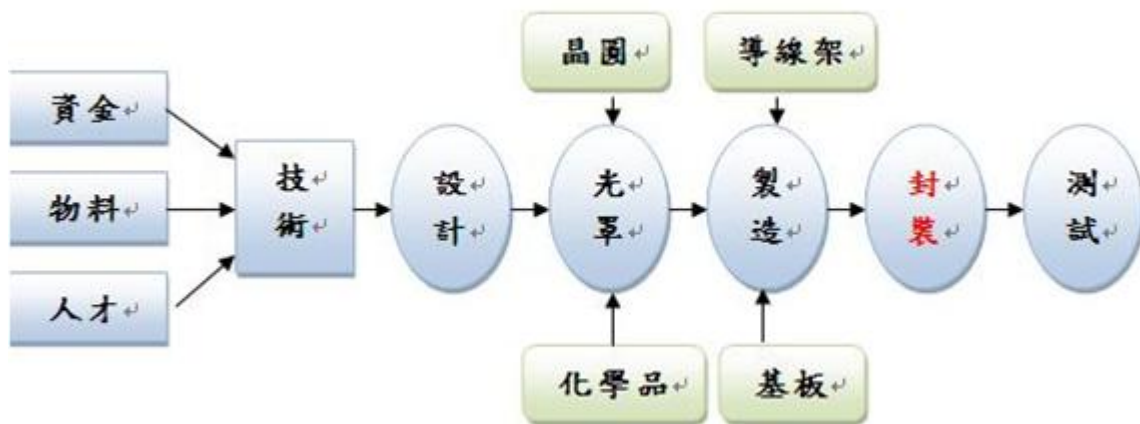 晶圓
導線架
資金
物料
人才
技
術
設
計
光
罩
製
造
封
裝
測
試
化學品
基板